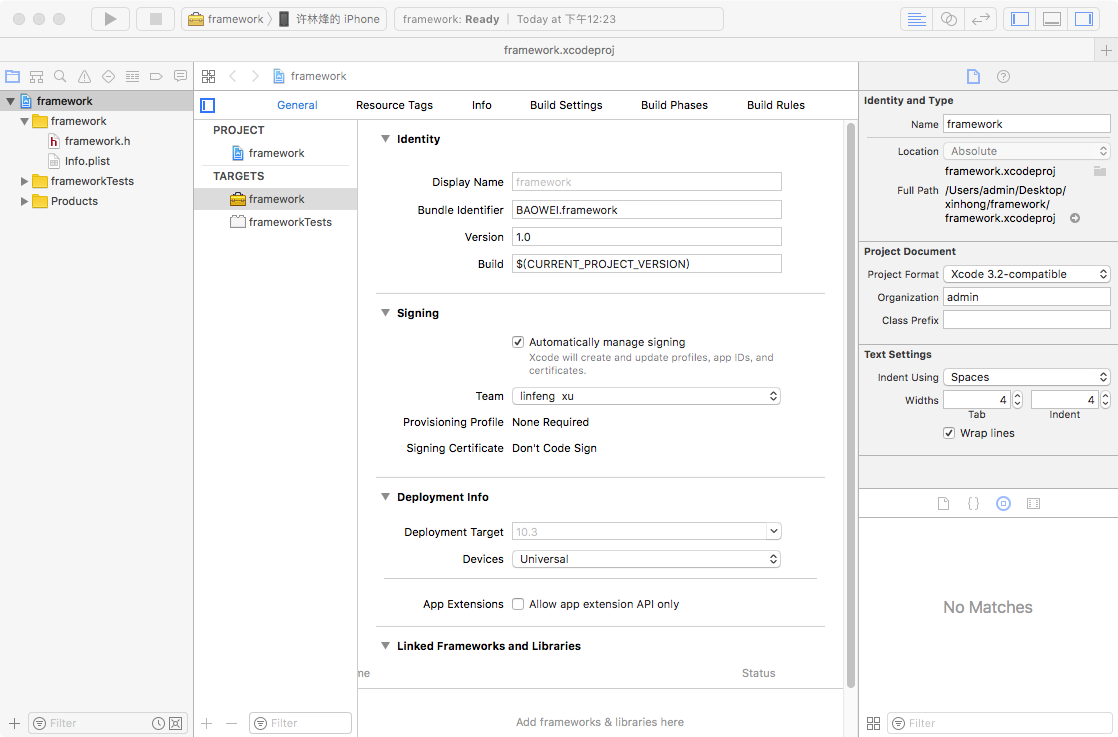 framework 〉 许林烽的 iPhone
framework: Ready | Today at 下午12:23
framework.xcodeproj
framework
framework
framework.h
Info.plist
frameworkTests
Products
Filter
framework
General Resource Tags Info Build Settings Build Phases Build Rules
PROJECT
framework
TARGETS
framework
frameworkTests
Filter
Identity
Display Name framework
Bundle Identifier BAOWEI.framework
Version 1.0
Build $(CURRENT_PROJECT_VERSION)
Signing
Automatically manage signing
Xcode will create and update profiles, app IDs, and
certificates.
Team linfeng xu
Provisioning Profile None Required
Signing Certificate Don't Code Sign
Deployment Info
Deployment Target 10.3
Devices Universal
App Extensions Allow app extension API only
Linked Frameworks and Libraries
me Status
Add frameworks & libraries here
Identity and Type
Name framework
Location Absolute
framework.xcodeproj
Full Path /Users/admin/Desktop/
xinhong/framework/
framework.xcodeproj
Project Document
Project Format Xcode 3.2-compatible
Organization admin
Class Prefix
Text Settings
Indent Using Spaces
Widths 4 4
Tab Indent
Wrap lines
No Matches
Filter